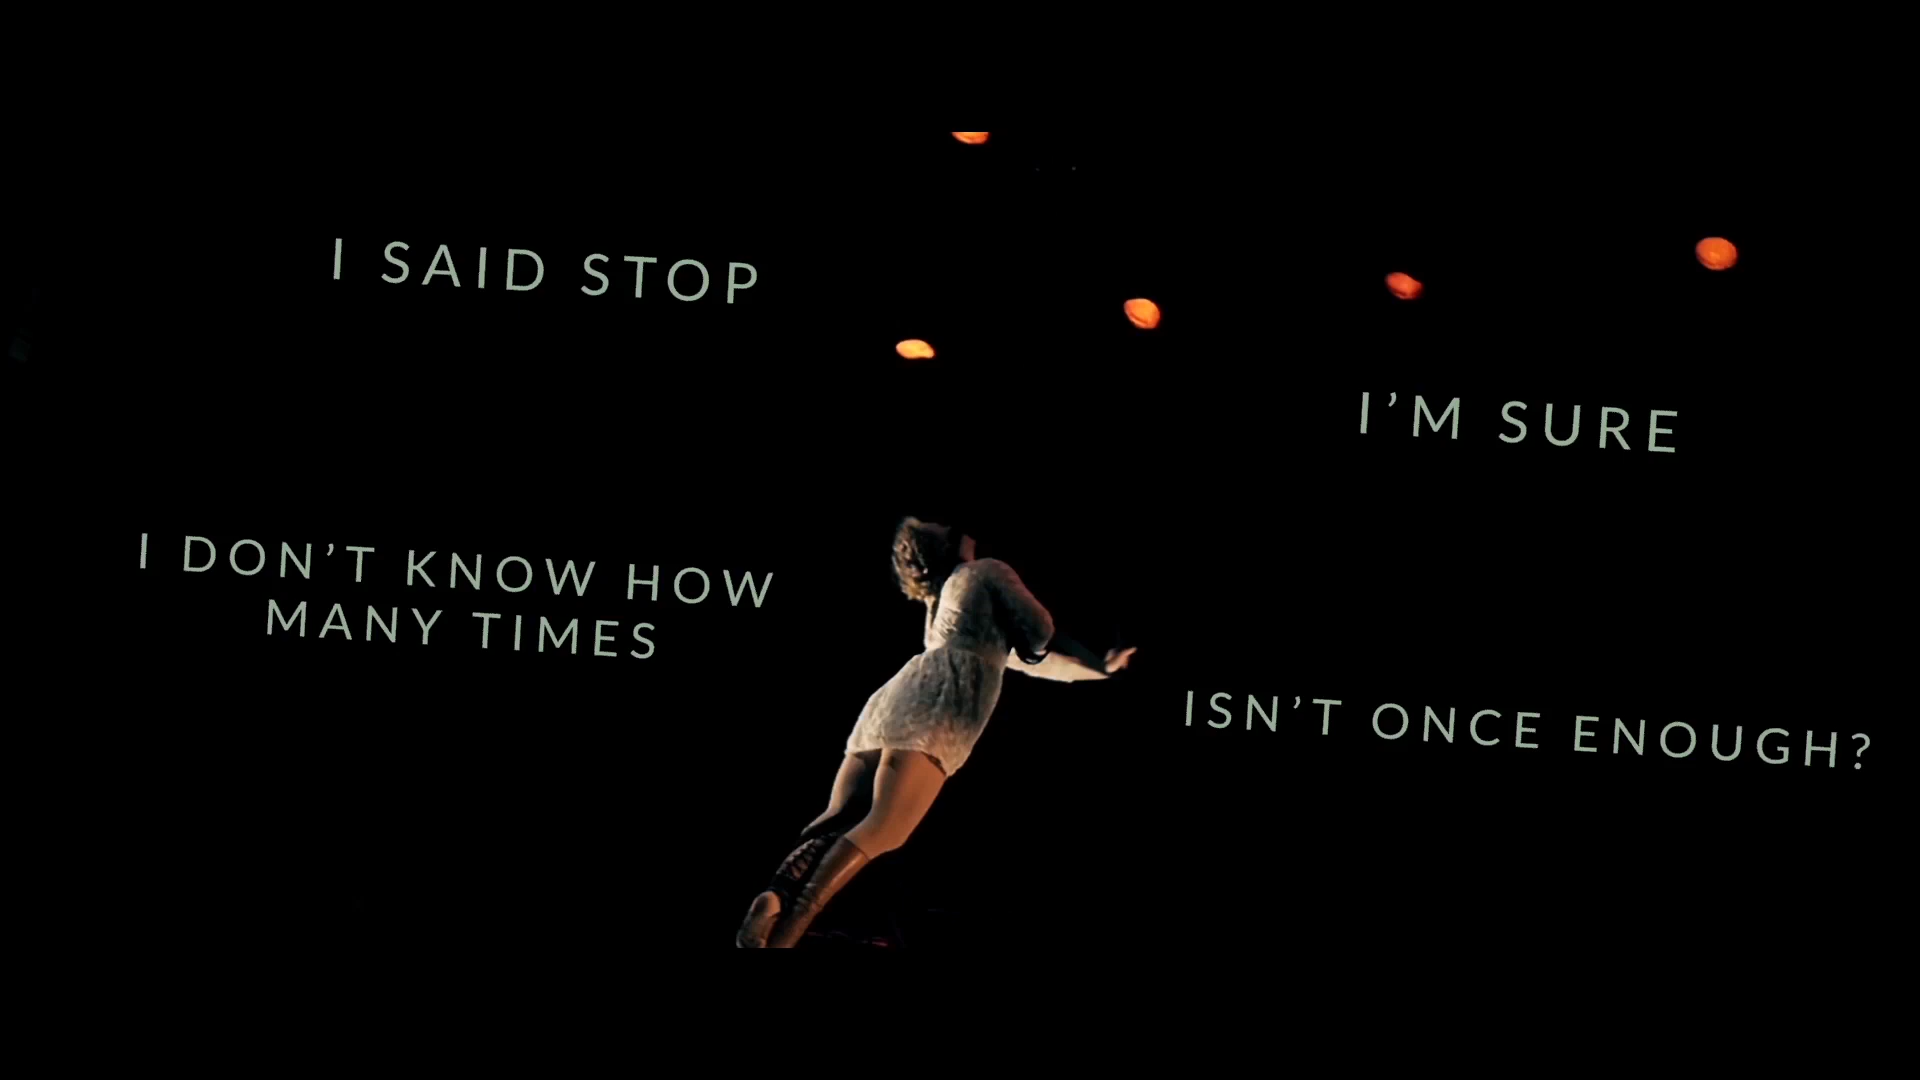 I SAID STOP
I'M SURE
I DON'T KNOW HOW
MANY TIMES
ISN'T ONCE ENOUGH?